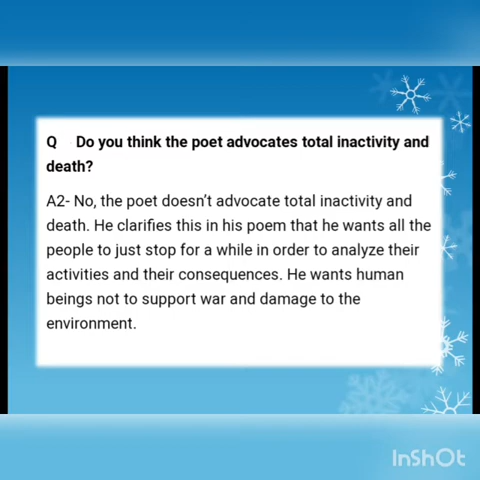 Q Do you think the poet advocates total inactivity and
death?
A2- No, the poet doesn't advocate total inactivity and
death. He clarifies this in his poem that he wants all the
people to just stop for a while in order to analyze their
activities and their consequences. He wants human
beings not to support war and damage to the
environment.
InShOt